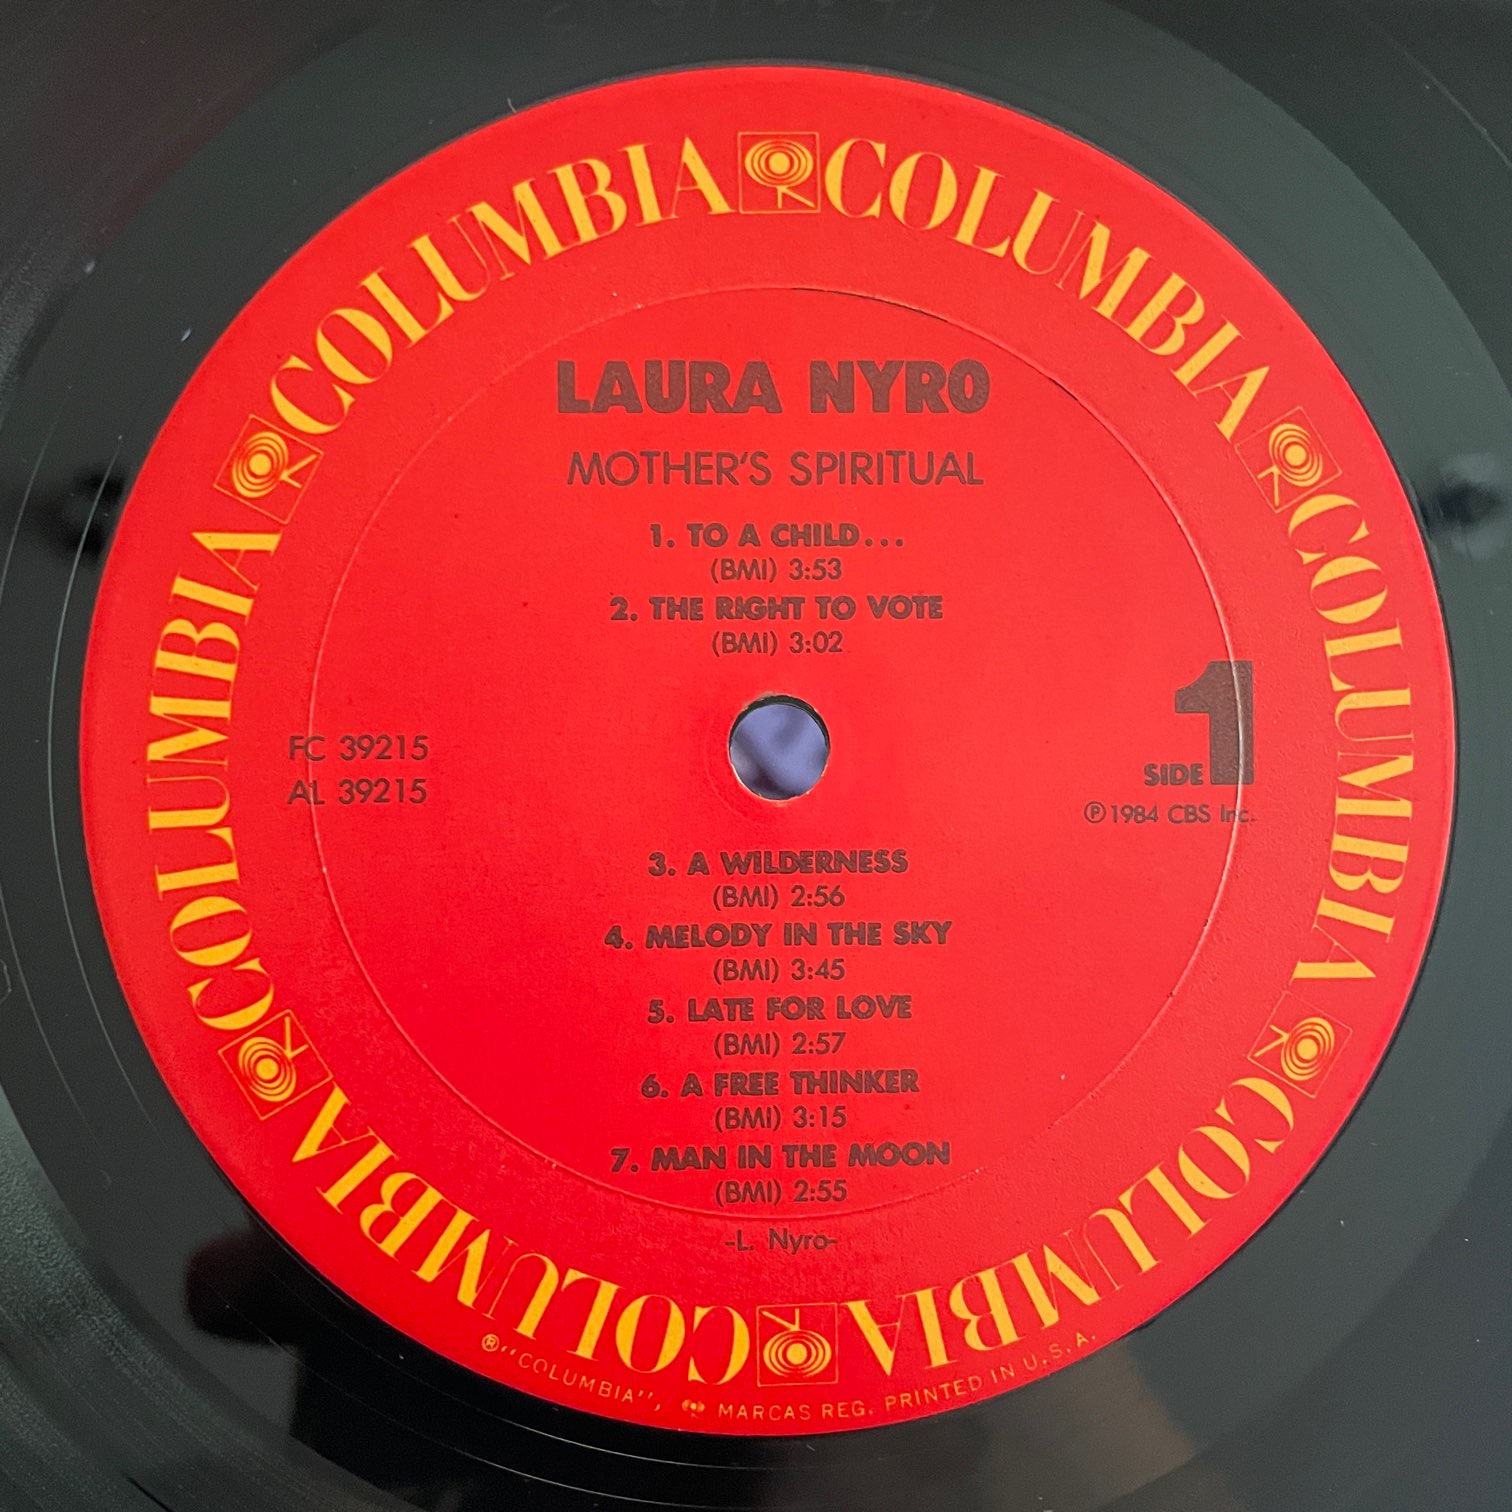 COLUMBIA COLUMBIA COLUMBIA COLUMBIA COLUMBIA COLUMBIA
LAURA NYRO
MOTHER'S SPIRITUAL
1. TO A CHILD...
(BMI) 3:53
2. THE RIGHT TO VOTE
(BMI) 3:02
FC 39215
AL 39215
SIDE 1
℗ 1984 CBS Inc.
3. A WILDERNESS
(BMI) 2:56
4. MELODY IN THE SKY
(BMI) 3:45
5. LATE FOR LOVE
(BMI) 2:57
6. A FREE THINKER
(BMI) 3:15
7. MAN IN THE MOON
(BMI) 2:55
-L. Nyro-
®"COLUMBIA", MARCAS REG. PRINTED IN U.S.A.